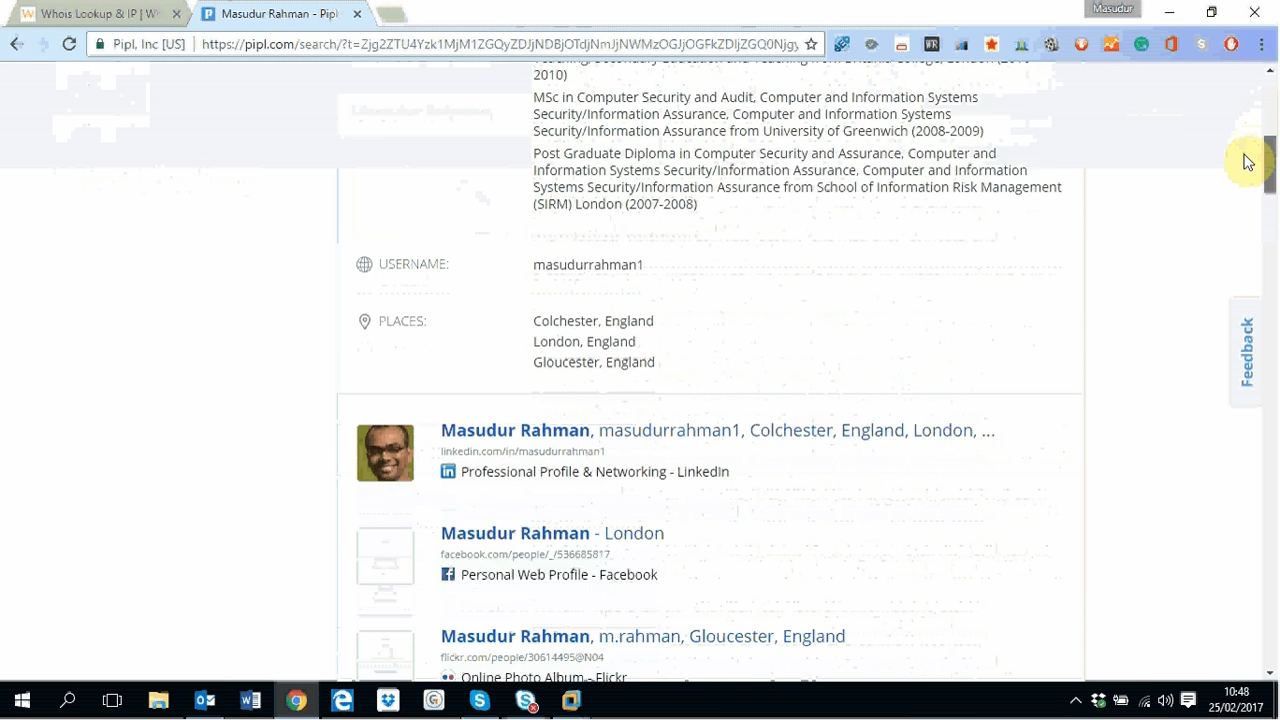 Whois Lookup & IP | W
Masudur Rahman - Pipl
Masudur
Pipl, Inc [US]
2010)
MSc in Computer Security and Audit, Computer and Information Systems
Security/Information Assurance, Computer and Information Systems
Security/Information Assurance from University of Greenwich (2008-2009)
Post Graduate Diploma in Computer Security and Assurance, Computer and
Information Systems Security/Information Assurance, Computer and Information
Systems Security/Information Assurance from School of Information Risk Management
(SIRM) London (2007-2008)
USERNAME: masudurrahman1
PLACES: Colchester, England
London, England
Gloucester, England
Feedback
Masudur Rahman, masudurrahman1, Colchester, England, London, ...
linkedin.com/in/masudurrahman1
Professional Profile & Networking - LinkedIn
Masudur Rahman - London
facebook.com/people/_/536685817
Personal Web Profile - Facebook
Masudur Rahman, m.rahman, Gloucester, England
flickr.com/people/30614495@N04
Online Photo Album - Flickr
10:48
25/02/2017